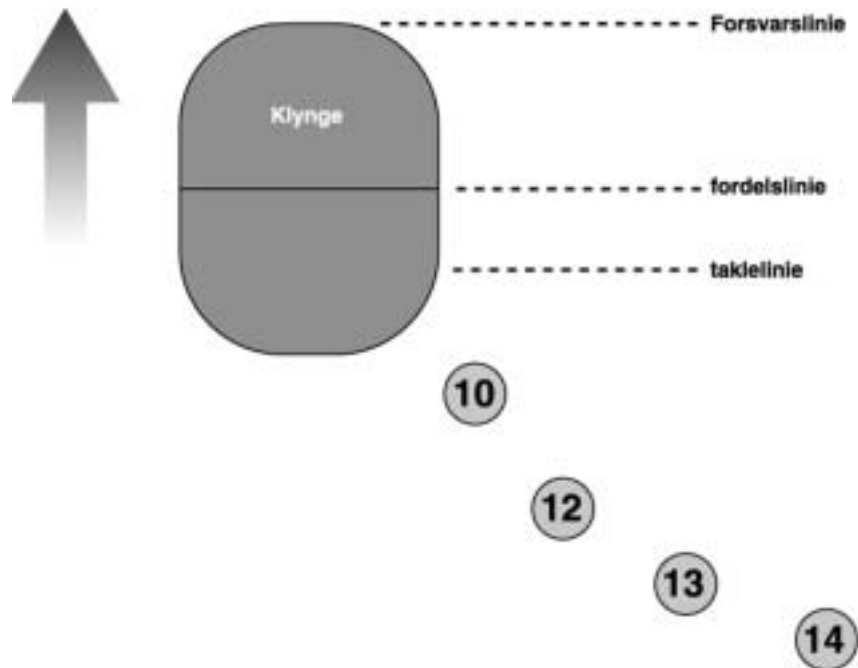 Forsvarslinie
Klynge
fordelslinie
taklelinie
10
12
13
14